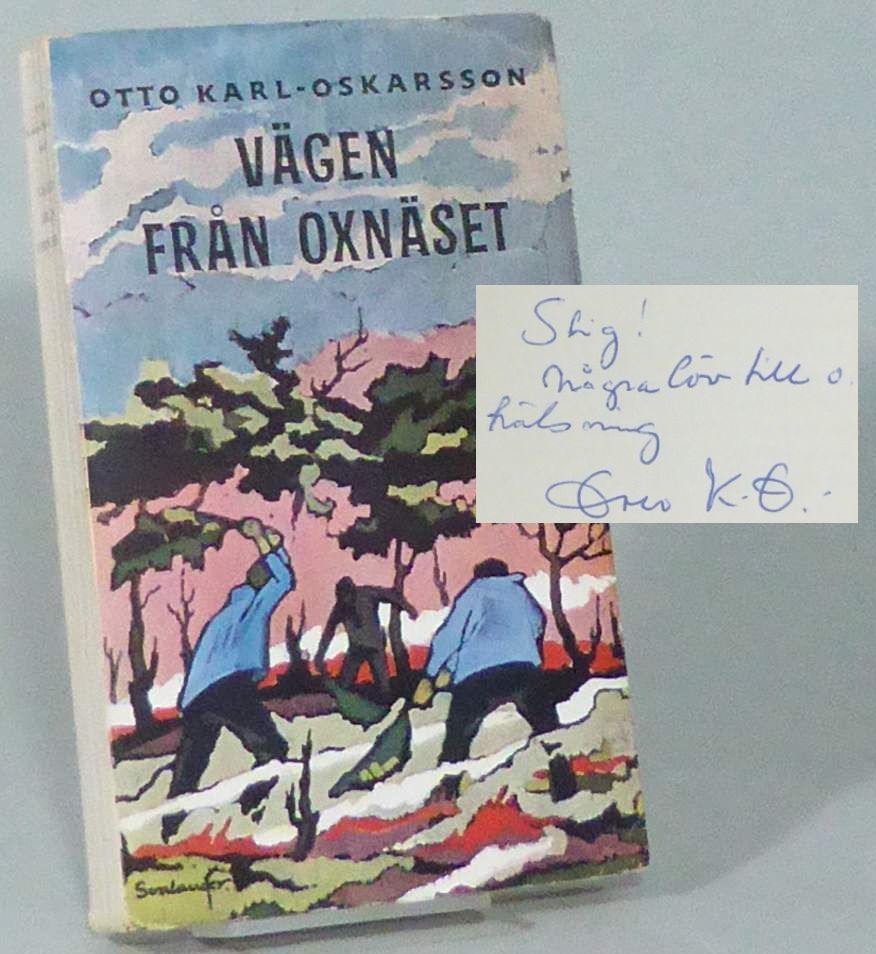 OTTO KARL-OSKARSSON
VÄGEN
FRÅN OXNÄSET
Stig!
några löv till o.
hälsning
Otto K-O.-